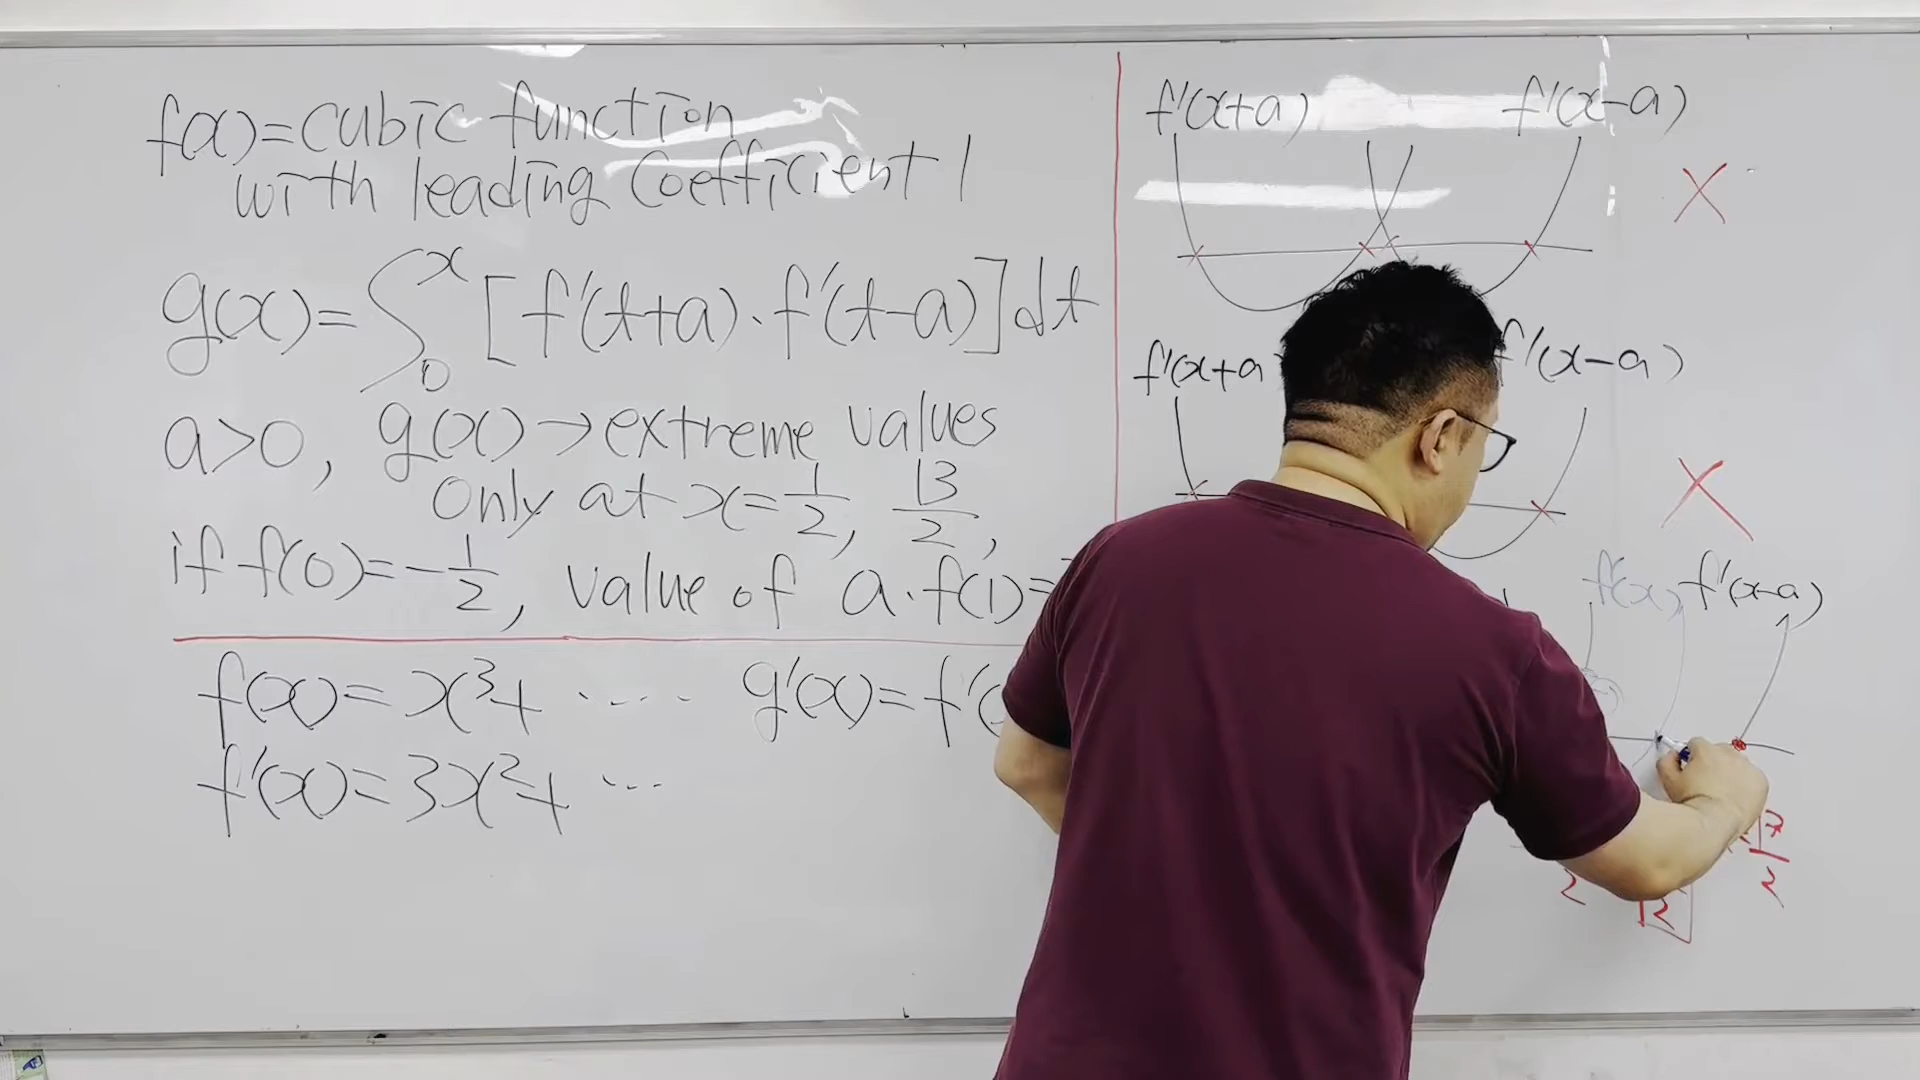 f(x)=cubic function
with leading coefficient 1
g(x)=∫₀ˣ [f'(t+a)·f'(t-a)]dt
a>0, g(x)→extreme values
only at x=1/2, 13/2,
if f(0)=-1/2, value of a·f(1)=
f(x)=x³+ ····
g'(x)=f'(
f'(x)=3x²+ ···
f'(x+a)
f'(x-a)
f'(x+a
f'(x-a)
f'(x)
f'(x-a)